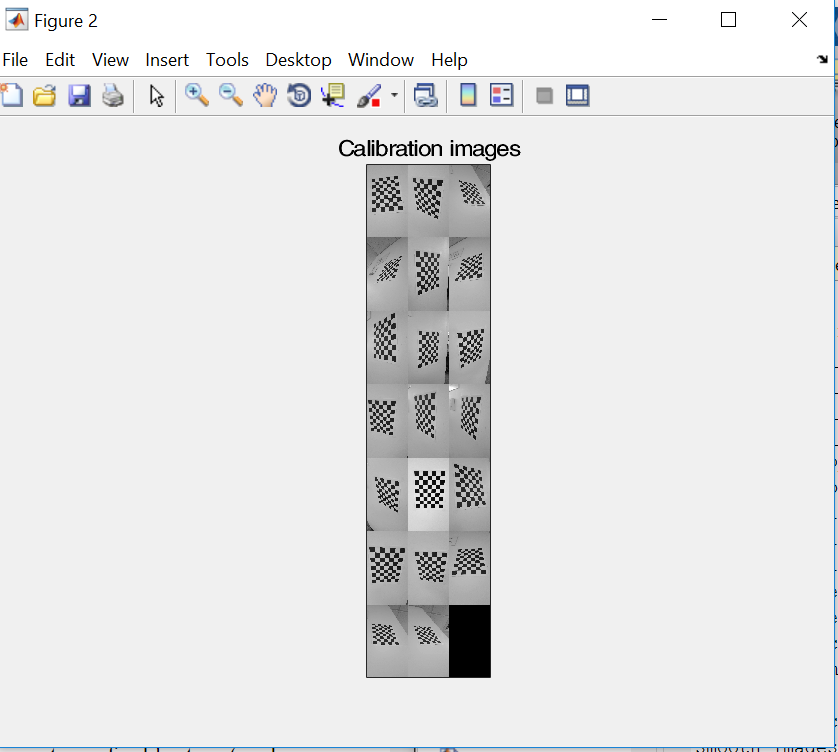 Figure 2
File Edit View Insert Tools Desktop Window Help
Calibration images